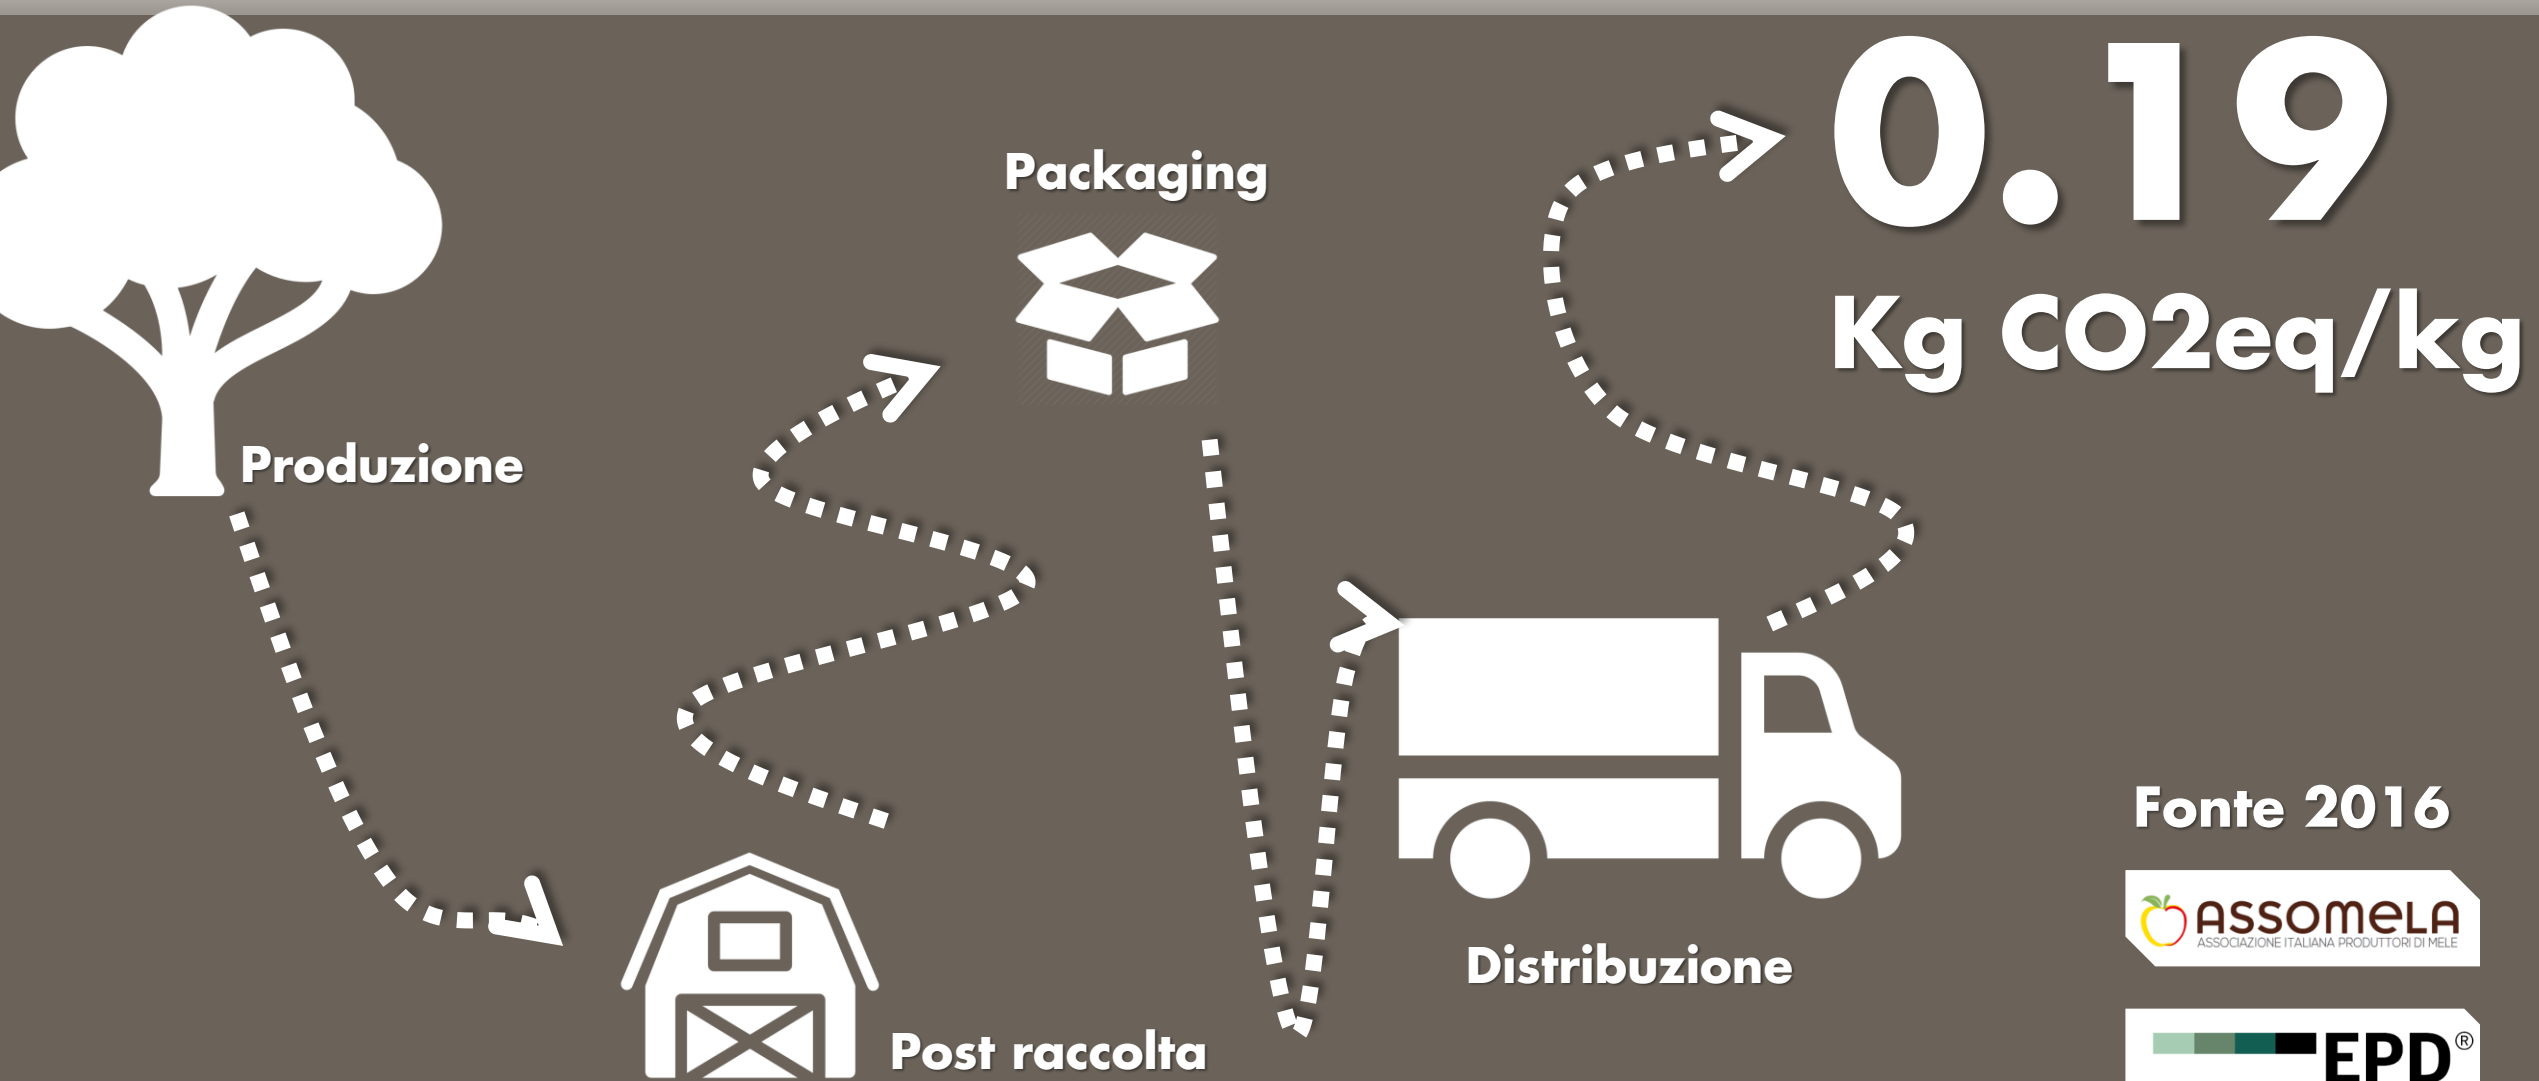 0.19
Kg CO2eq/kg
Packaging
Produzione
Distribuzione
Post raccolta
Fonte 2016
ASSOMELA
ASSOCIAZIONE ITALIANA PRODUTTORI DI MELE
EPD®